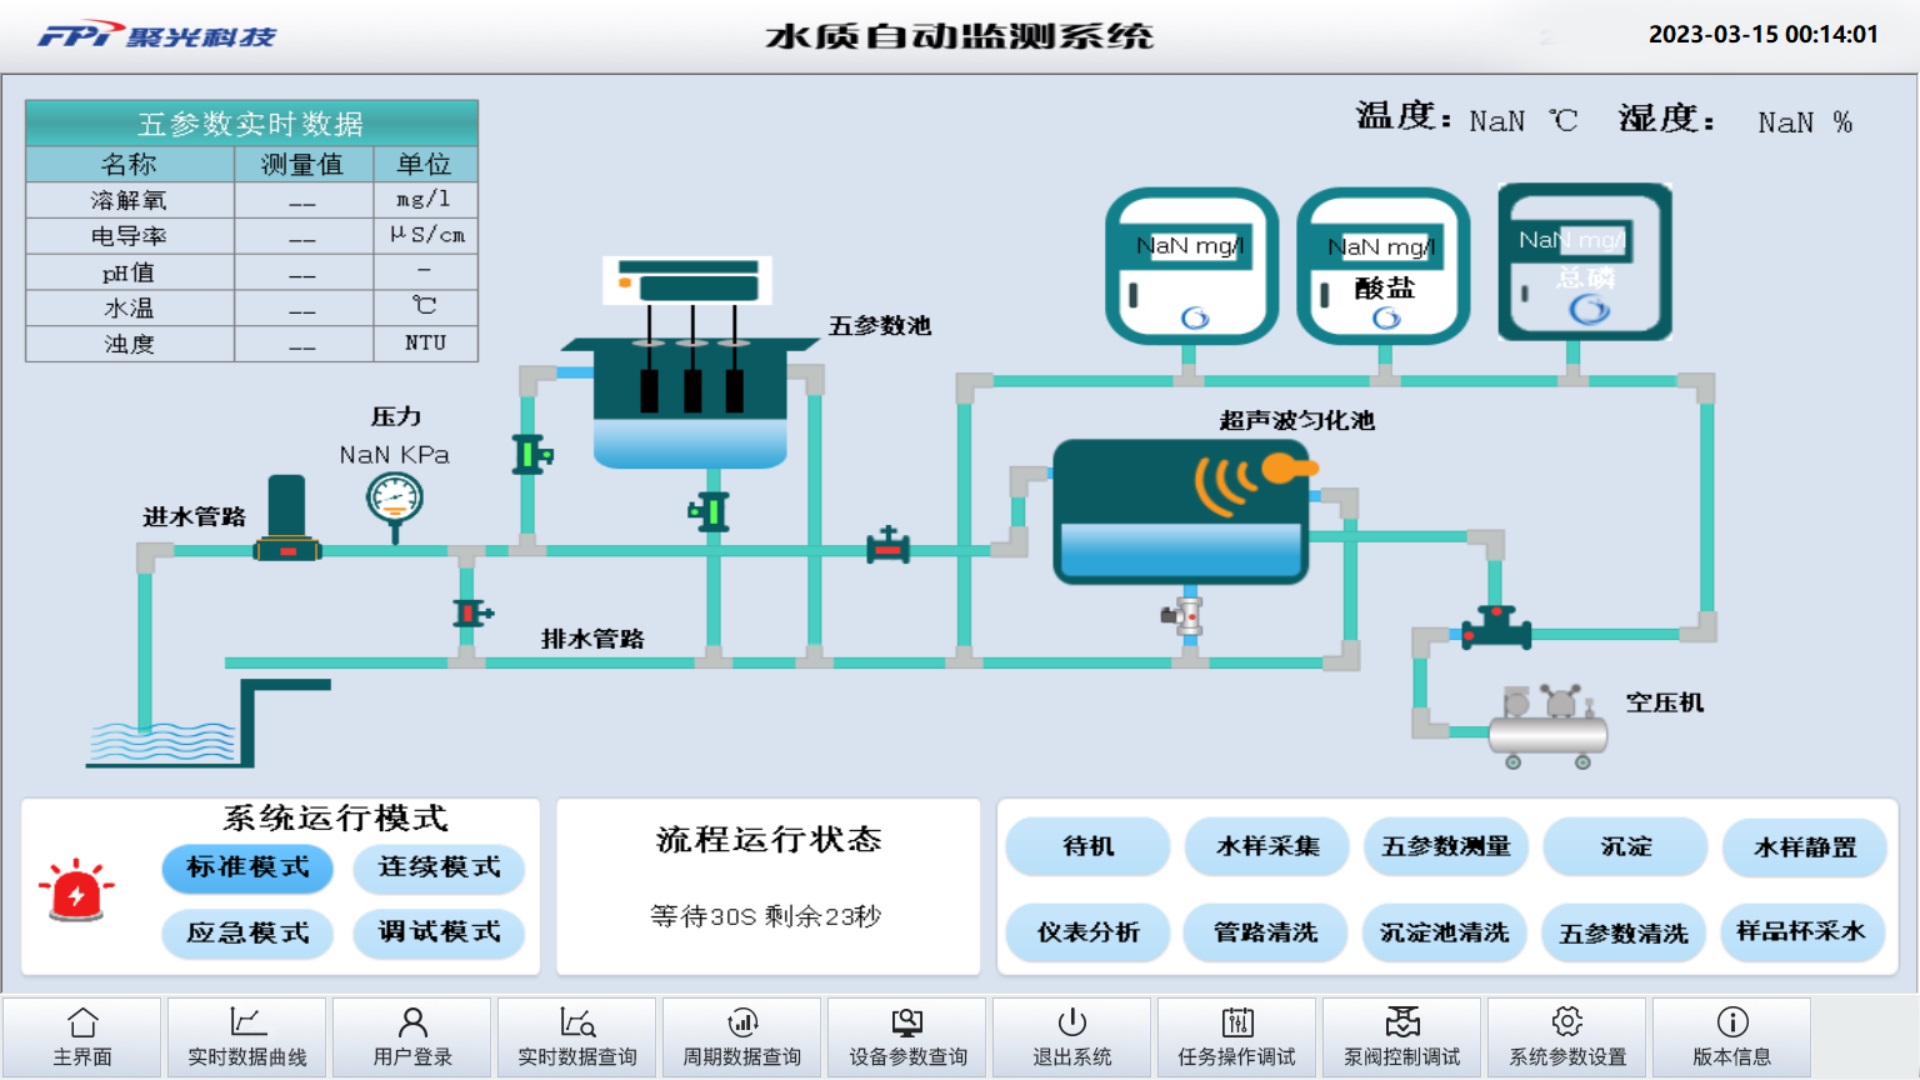 FPI 聚光科技
水质自动监测系统
2023-03-15 00:14:01
温度: NaN ℃ 湿度: NaN %
五参数实时数据
名称 测量值 单位
溶解氧 -- mg/l
电导率 -- μS/cm
pH值 -- -
水温 -- ℃
浊度 -- NTU
NaN mg/l
NaN mg/l
酸盐
NaN mg/l
总磷
五参数池
压力
NaN KPa
超声波匀化池
进水管路
排水管路
空压机
系统运行模式
标准模式 连续模式
应急模式 调试模式
流程运行状态
等待30S 剩余23秒
待机 水样采集 五参数测量 沉淀 水样静置
仪表分析 管路清洗 沉淀池清洗 五参数清洗 样品杯采水
主界面 实时数据曲线 用户登录 实时数据查询 周期数据查询 设备参数查询 退出系统 任务操作调试 泵阀控制调试 系统参数设置 版本信息